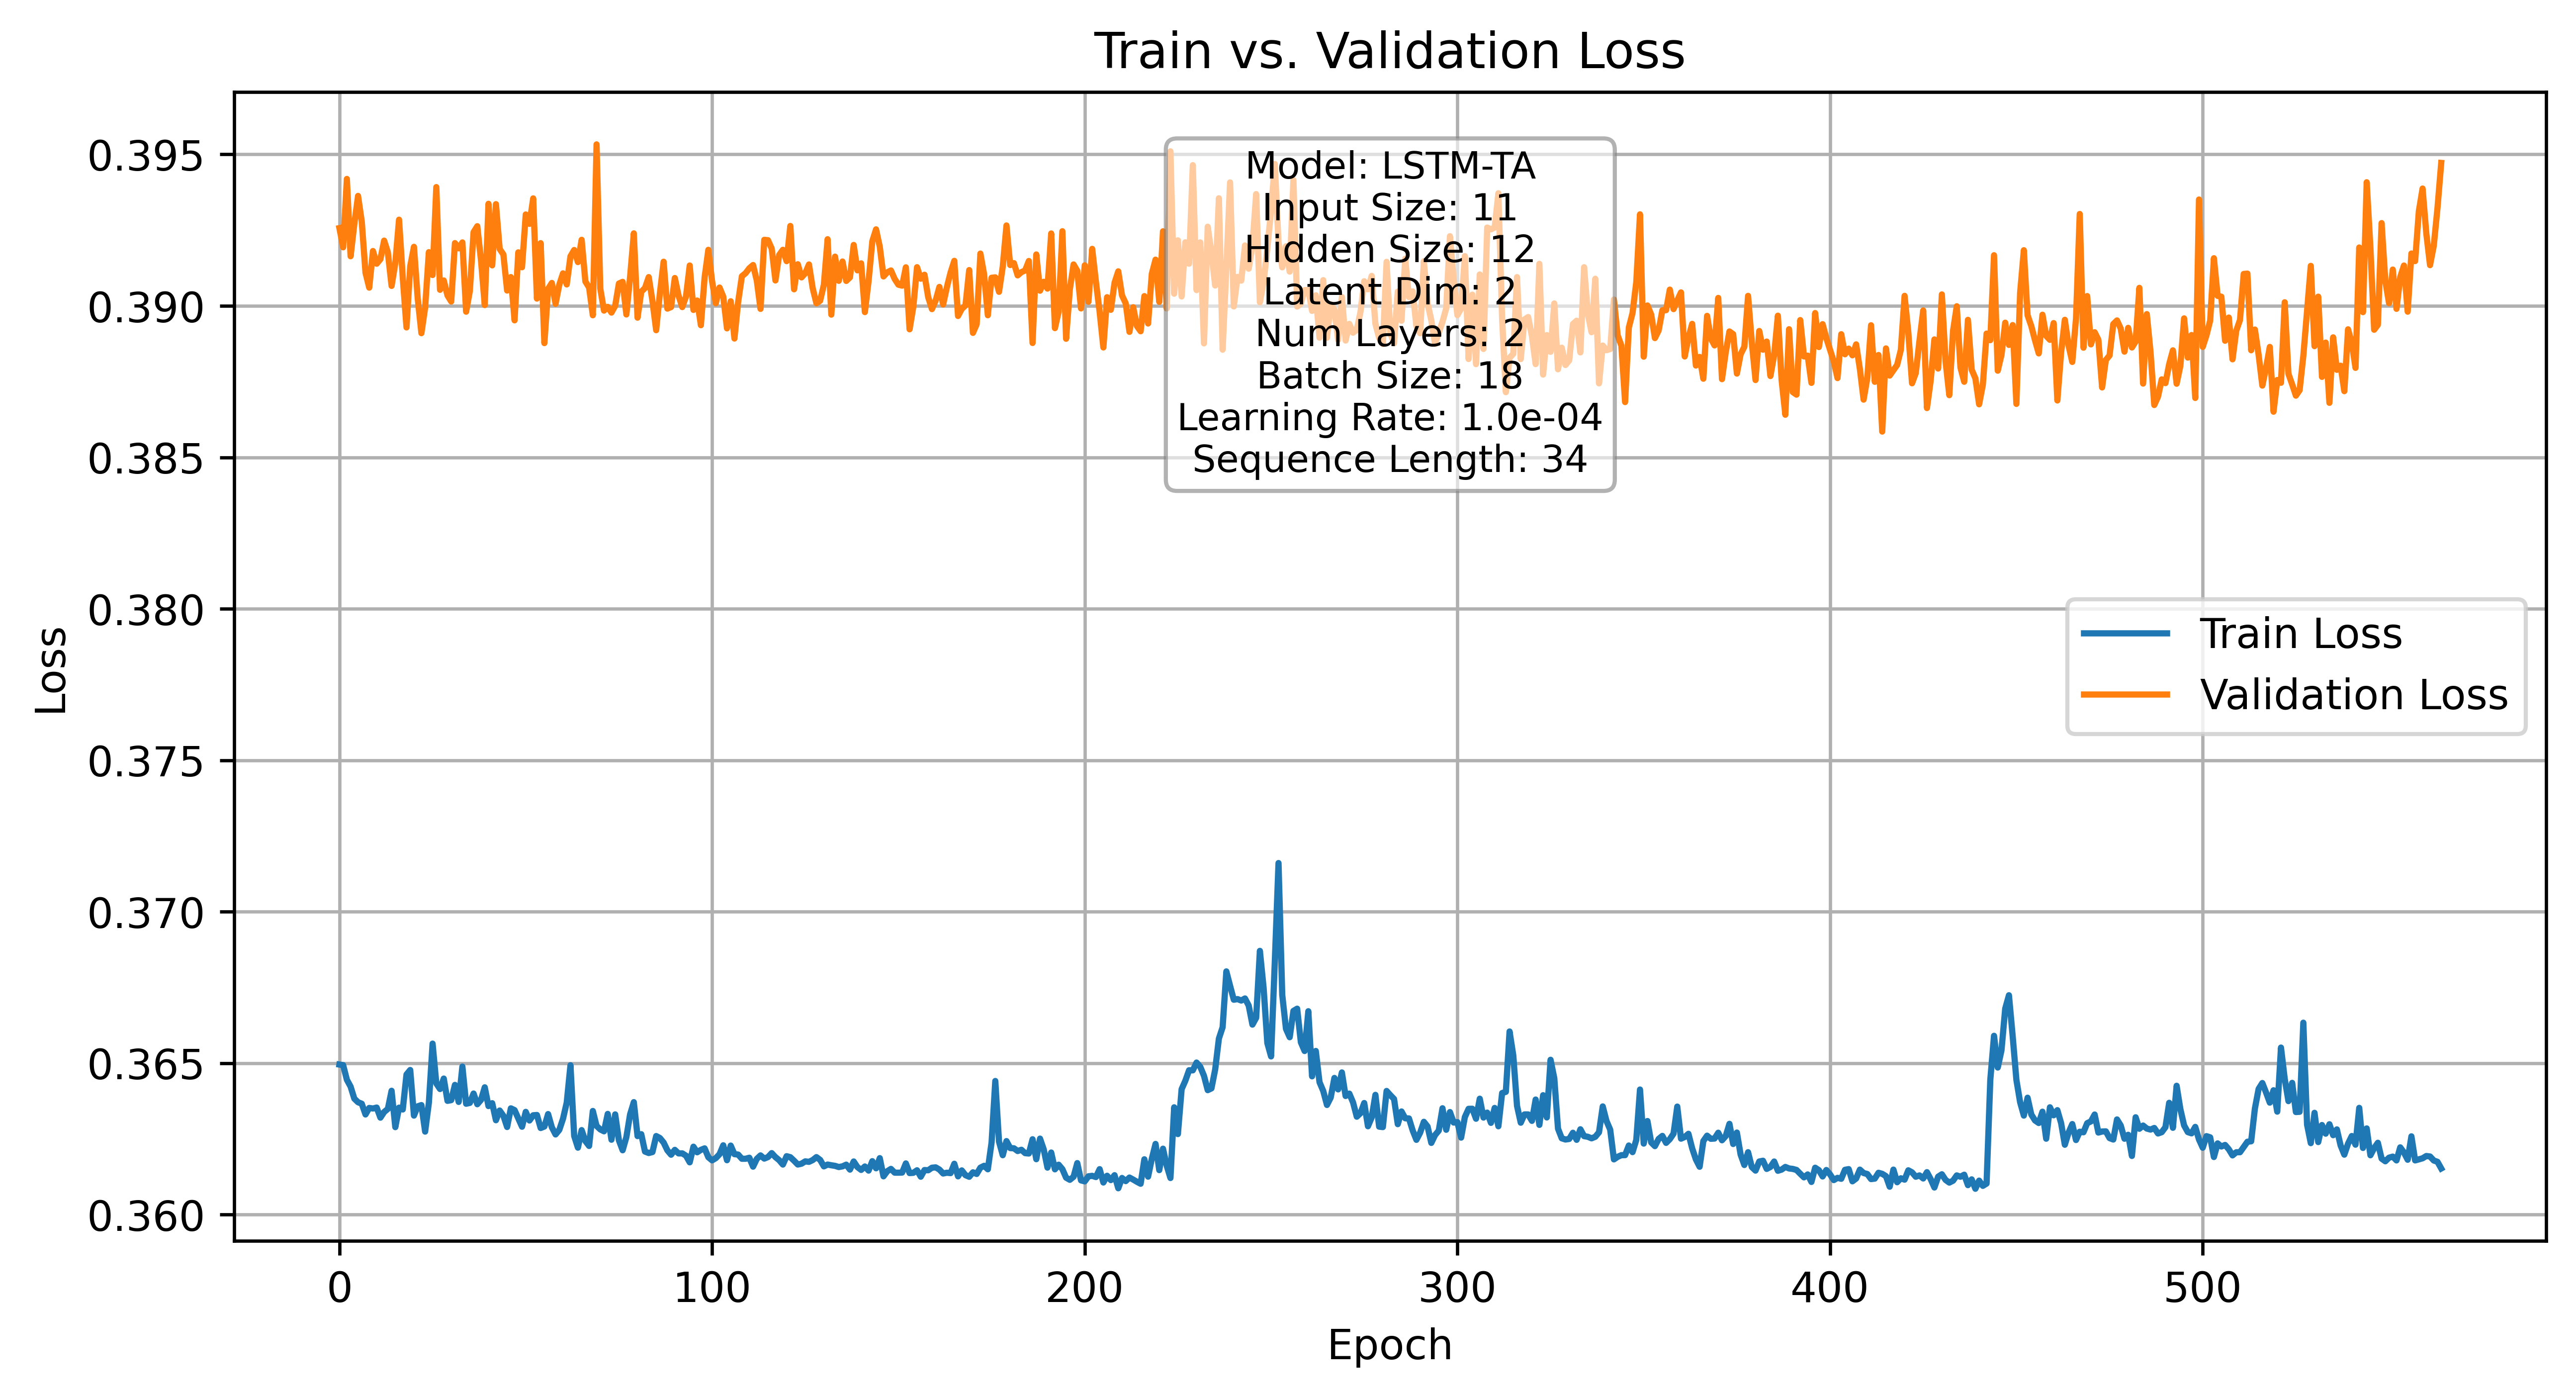 Train vs. Validation Loss
0.395
0.390
0.385
0.380
0.375
0.370
0.365
0.360
Loss
Model: LSTM-TA
Input Size: 11
Hidden Size: 12
Latent Dim: 2
Num Layers: 2
Batch Size: 18
Learning Rate: 1.0e-04
Sequence Length: 34
Train Loss
Validation Loss
0 100 200 300 400 500
Epoch